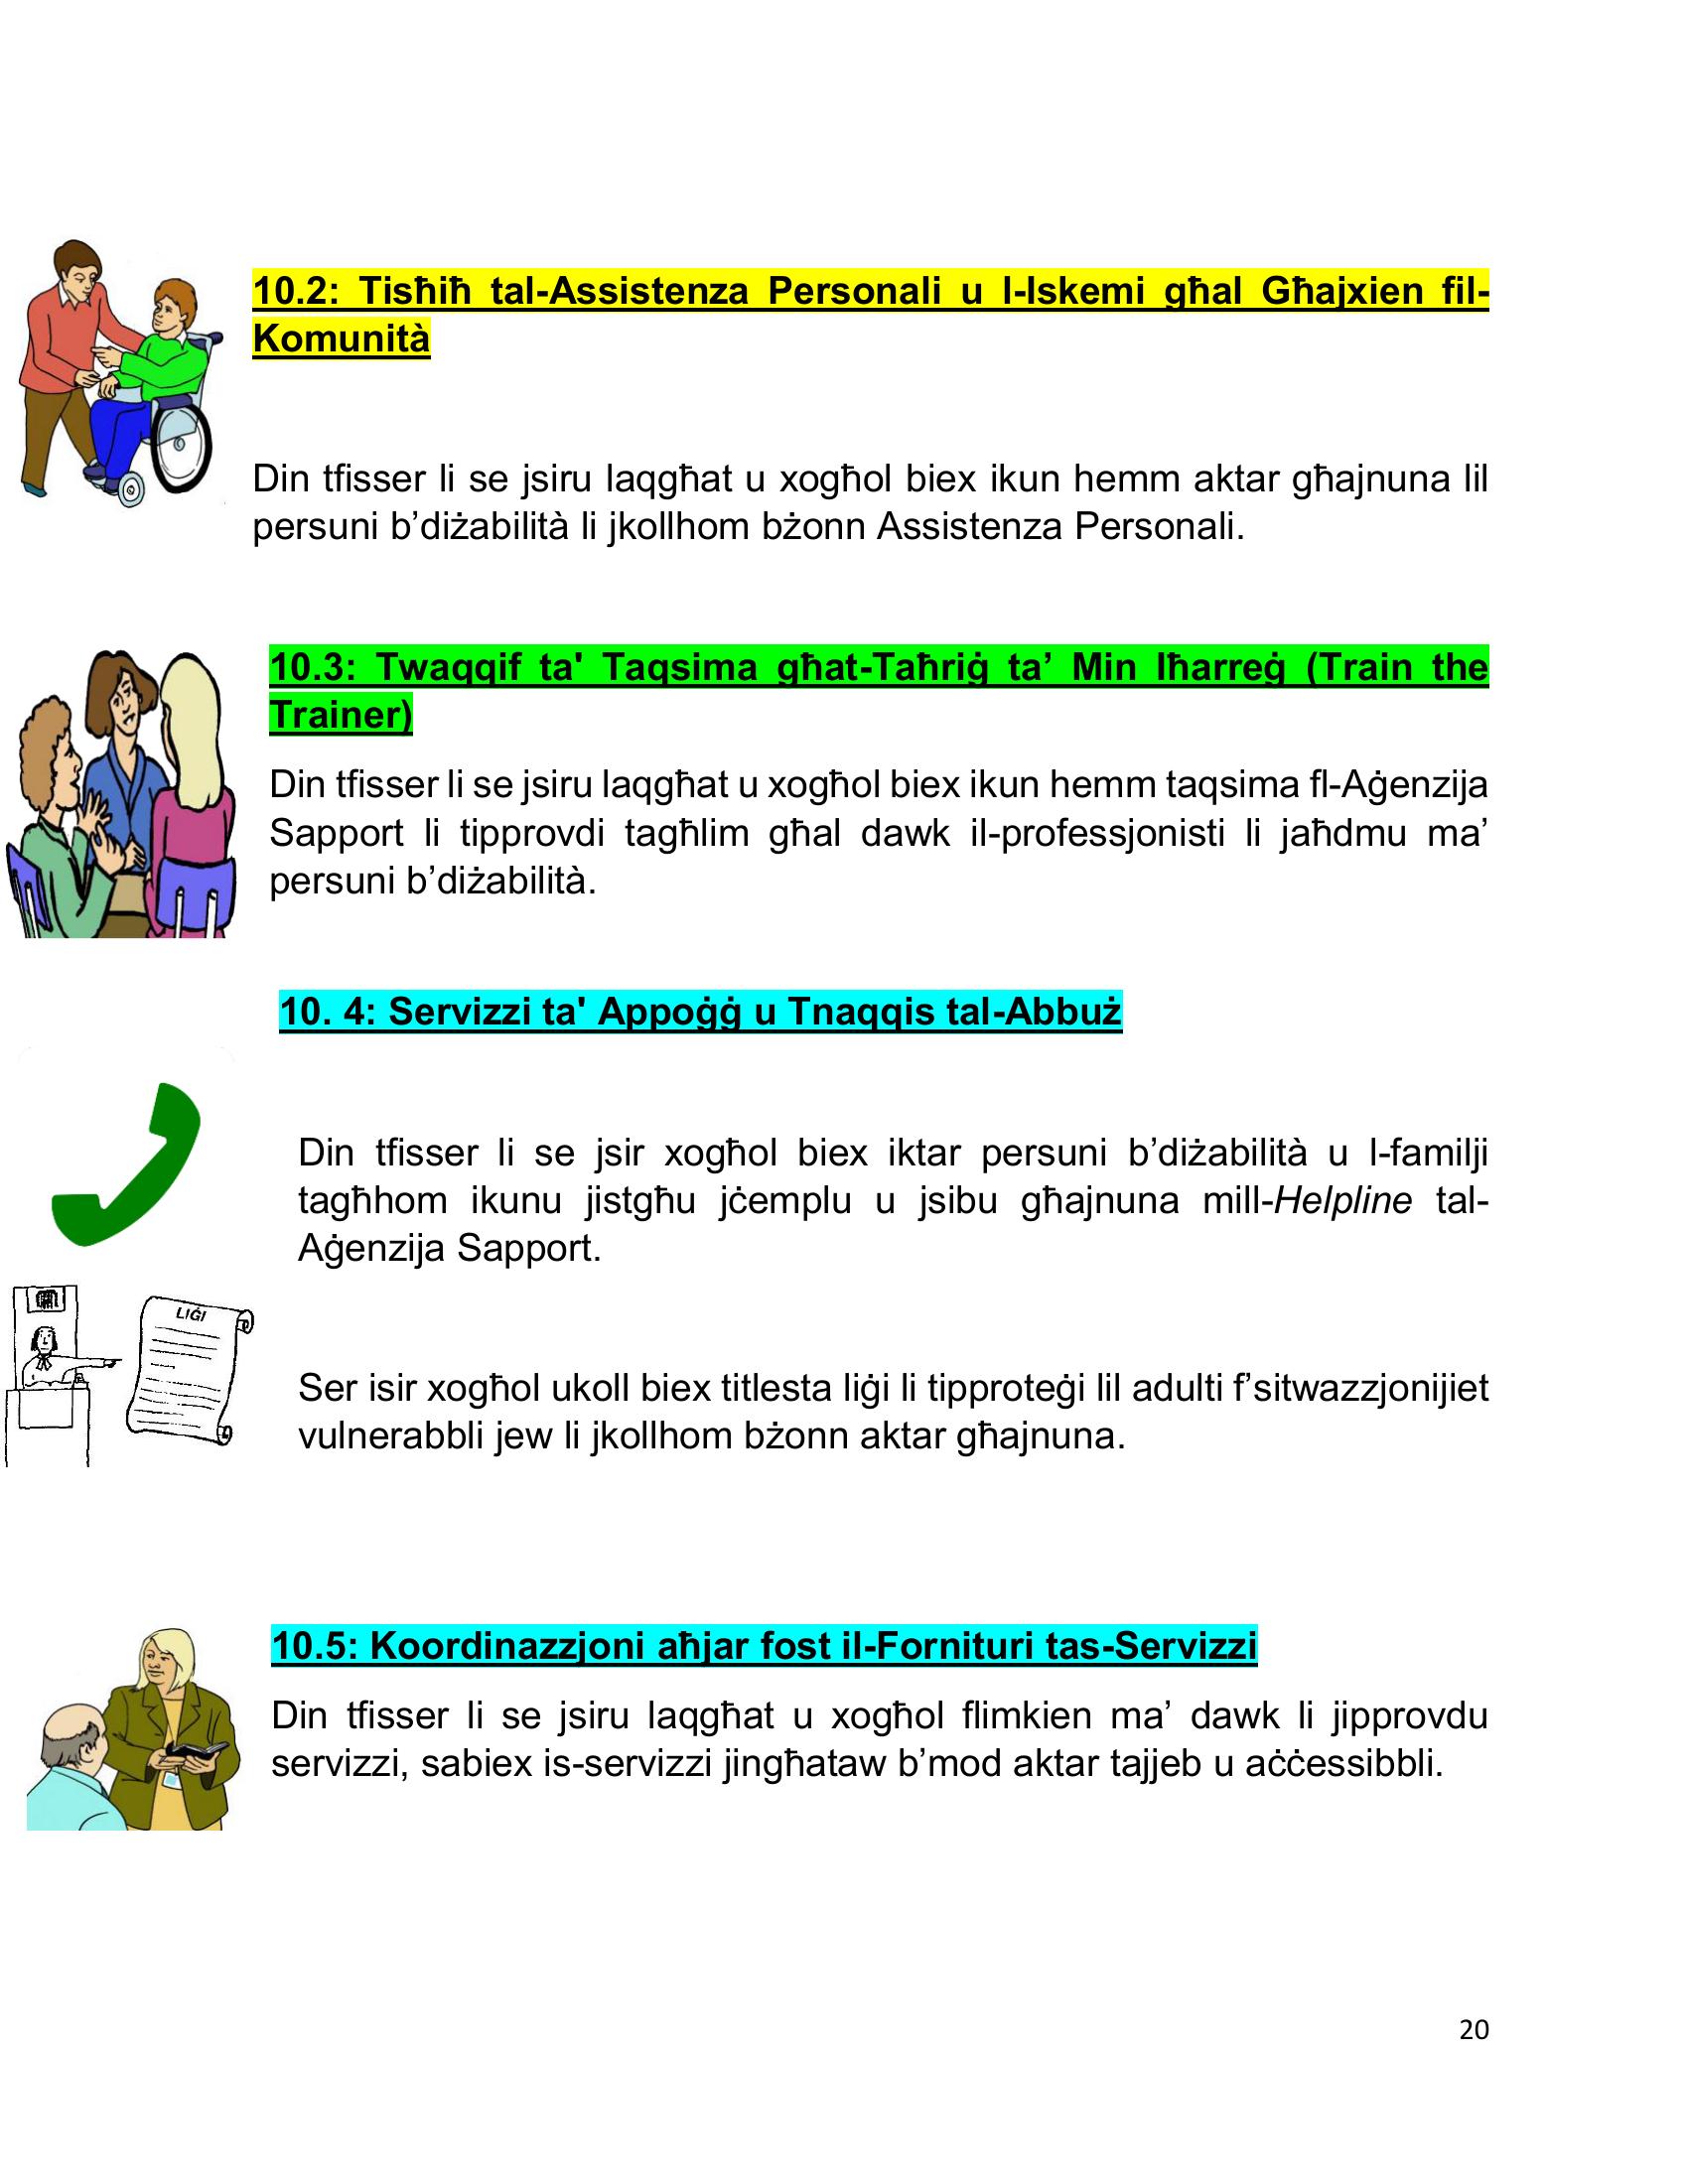 10.2: Tisħiħ tal-Assistenza Personali u l-Iskemi għal Għajxien fil-
Komunità
Din tfisser li se jsiru laqgħat u xogħol biex ikun hemm aktar għajnuna lil
persuni b’diżabilità li jkollhom bżonn Assistenza Personali.
10.3: Twaqqif ta' Taqsima għat-Taħriġ ta’ Min Iħarreġ (Train the
Trainer)
Din tfisser li se jsiru laqgħat u xogħol biex ikun hemm taqsima fl-Aġenzija
Sapport li tipprovdi tagħlim għal dawk il-professjonisti li jaħdmu ma’
persuni b’diżabilità.
10. 4: Servizzi ta' Appoġġ u Tnaqqis tal-Abbuż
Din tfisser li se jsir xogħol biex iktar persuni b’diżabilità u l-familji
tagħhom ikunu jistgħu jċemplu u jsibu għajnuna mill-Helpline tal-
Aġenzija Sapport.
LIĠI
Ser isir xogħol ukoll biex titlesta liġi li tipproteġi lil adulti f’sitwazzjonijiet
vulnerabbli jew li jkollhom bżonn aktar għajnuna.
10.5: Koordinazzjoni aħjar fost il-Fornituri tas-Servizzi
Din tfisser li se jsiru laqgħat u xogħol flimkien ma’ dawk li jipprovdu
servizzi, sabiex is-servizzi jingħataw b’mod aktar tajjeb u aċċessibbli.
20